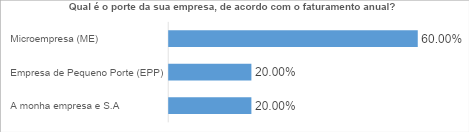 Qual é o porte da sua empresa, de acordo com o faturamento anual?
Microempresa (ME) 60.00%
Empresa de Pequeno Porte (EPP) 20.00%
A monha empresa e S.A 20.00%